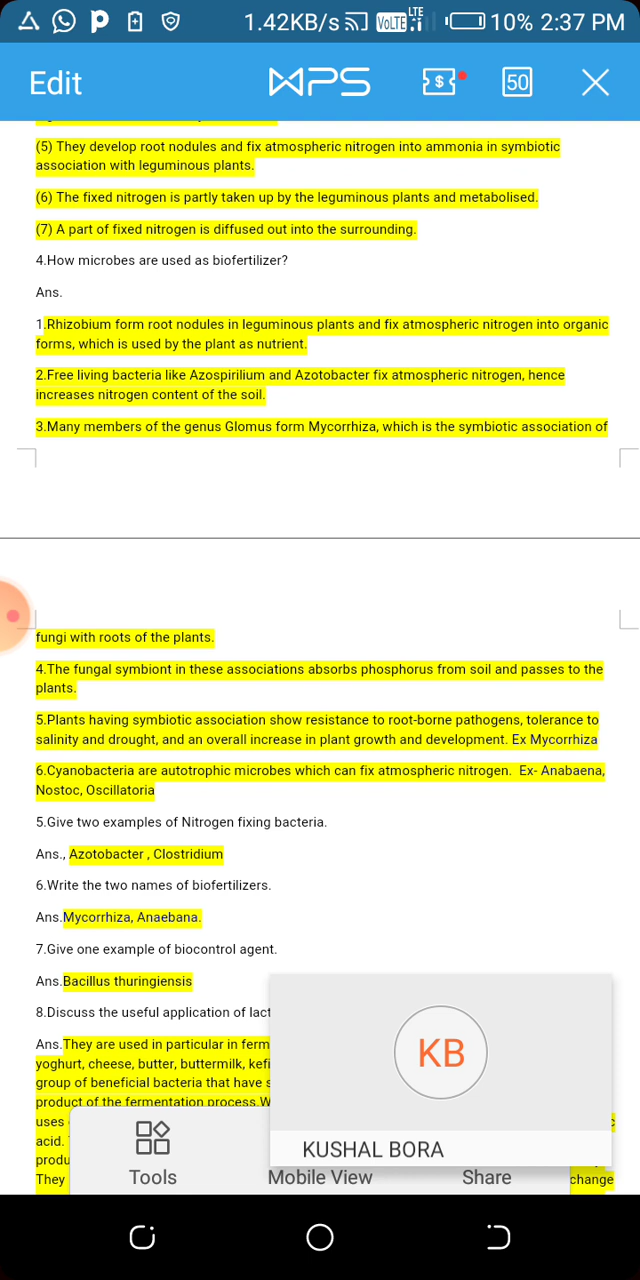 1.42KB/s VoLTE LTE 10% 2:37 PM
Edit WPS $ 50
(5) They develop root nodules and fix atmospheric nitrogen into ammonia in symbiotic
association with leguminous plants.
(6) The fixed nitrogen is partly taken up by the leguminous plants and metabolised.
(7) A part of fixed nitrogen is diffused out into the surrounding.
4.How microbes are used as biofertilizer?
Ans.
1.Rhizobium form root nodules in leguminous plants and fix atmospheric nitrogen into organic
forms, which is used by the plant as nutrient.
2.Free living bacteria like Azospirilium and Azotobacter fix atmospheric nitrogen, hence
increases nitrogen content of the soil.
3.Many members of the genus Glomus form Mycorrhiza, which is the symbiotic association of
fungi with roots of the plants.
4.The fungal symbiont in these associations absorbs phosphorus from soil and passes to the
plants.
5.Plants having symbiotic association show resistance to root-borne pathogens, tolerance to
salinity and drought, and an overall increase in plant growth and development. Ex Mycorrhiza
6.Cyanobacteria are autotrophic microbes which can fix atmospheric nitrogen. Ex- Anabaena,
Nostoc, Oscillatoria
5.Give two examples of Nitrogen fixing bacteria.
Ans., Azotobacter , Clostridium
6.Write the two names of biofertilizers.
Ans.Mycorrhiza, Anaebana.
7.Give one example of biocontrol agent.
Ans.Bacillus thuringiensis
8.Discuss the useful application of lact
Ans.They are used in particular in ferm
yoghurt, cheese, butter, buttermilk, kefi
group of beneficial bacteria that have s
product of the fermentation process.W
uses
acid.
produ
They change
KB
KUSHAL BORA
Tools Mobile View Share